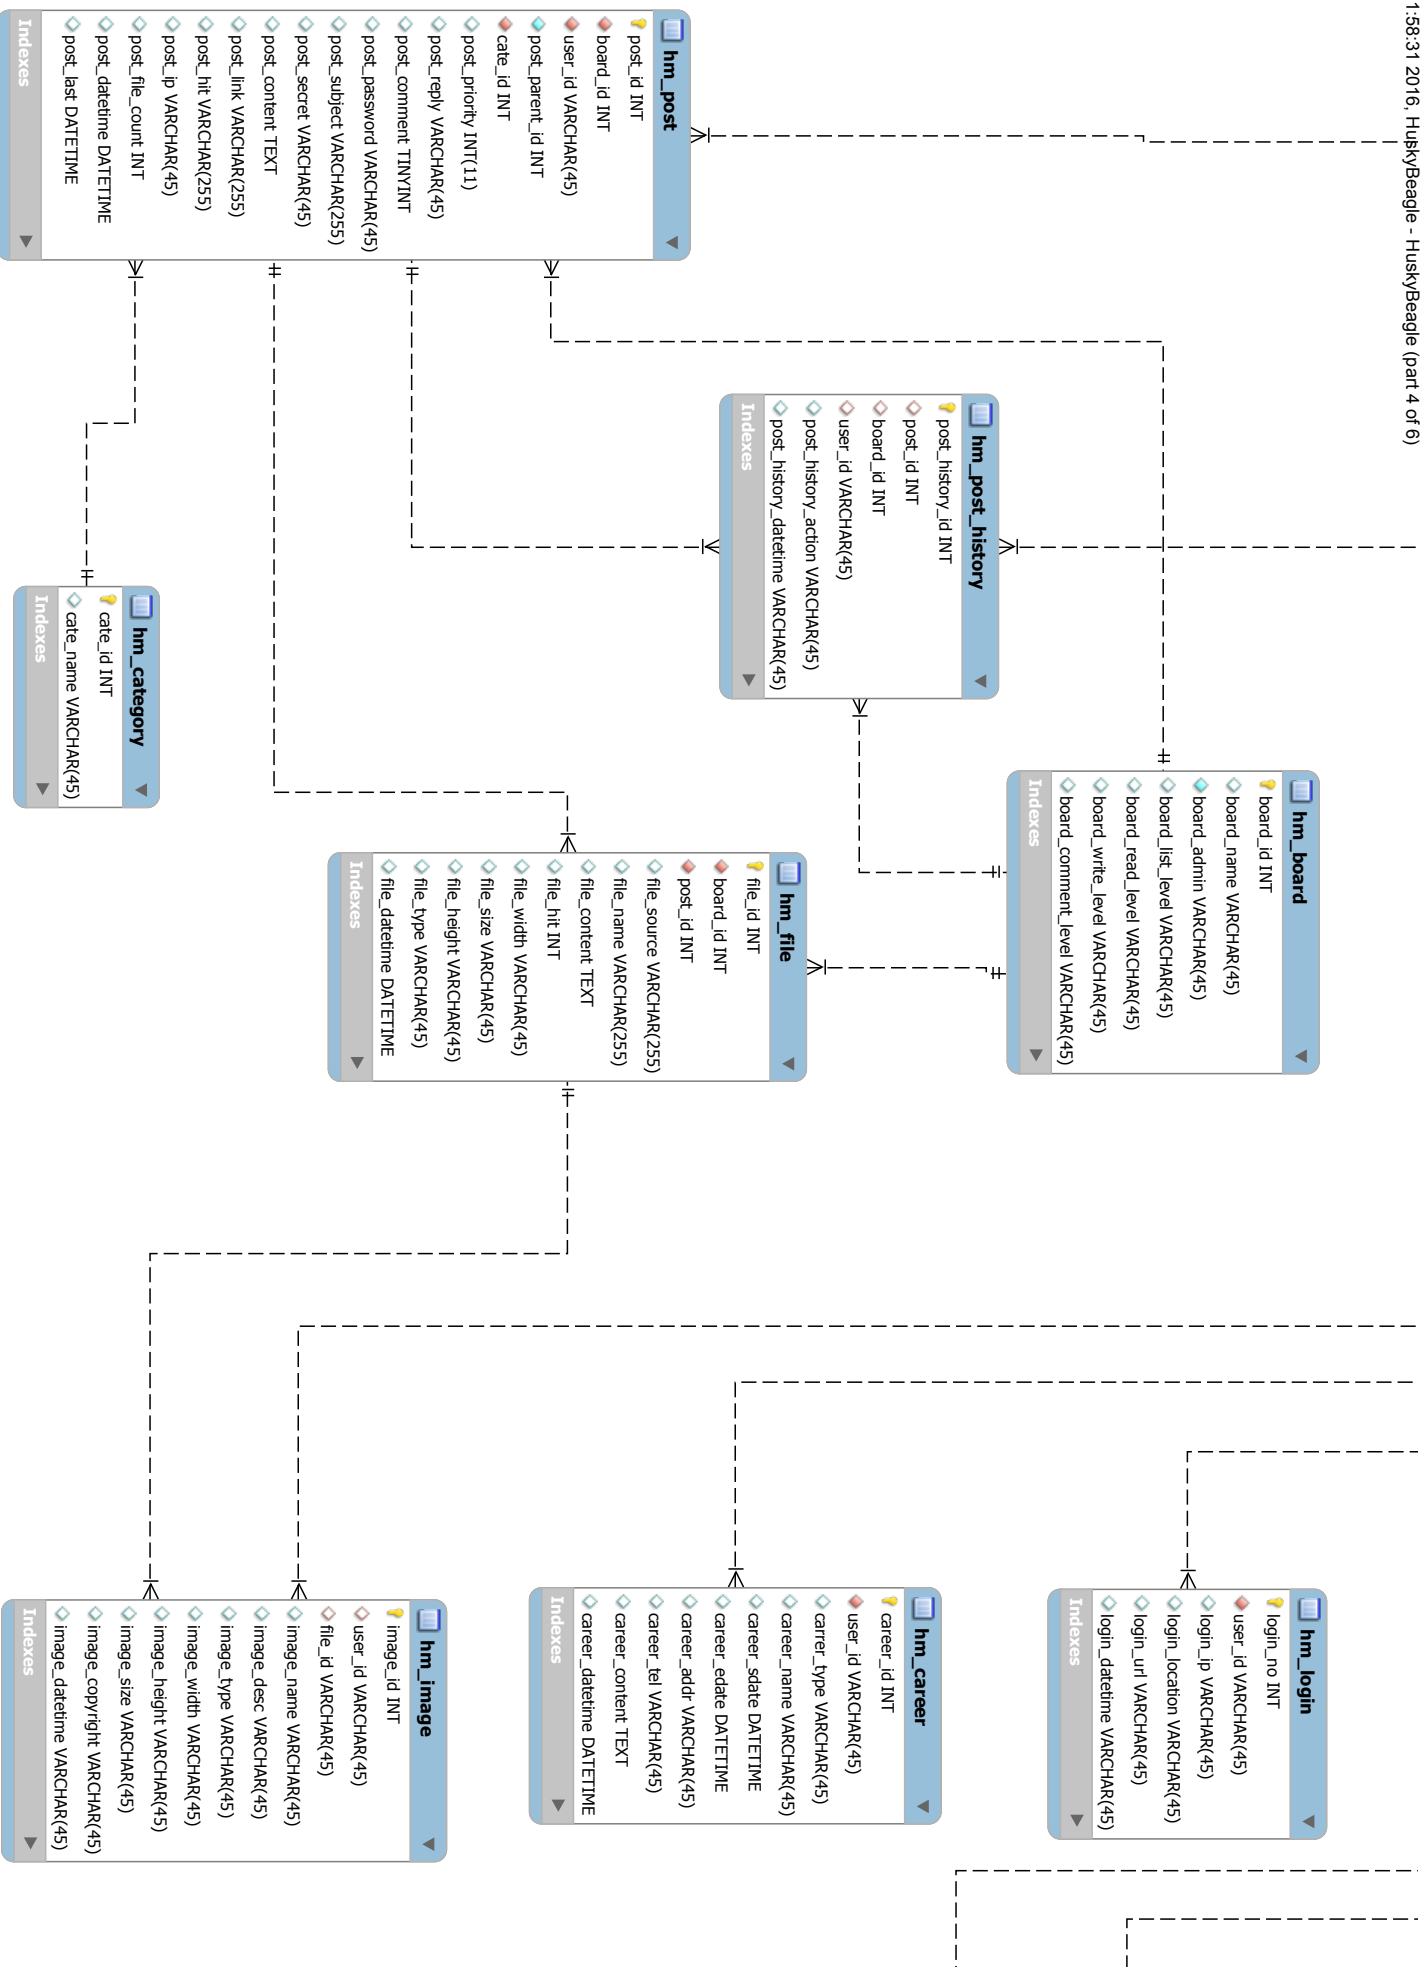 1:58:31 2016, HuskyBeagle - HuskyBeagle (part 4 of 6)
hm_post
post_id INT
board_id INT
user_id VARCHAR(45)
post_parent_id INT
cate_id INT
post_priority INT(11)
post_reply VARCHAR(45)
post_comment TINYINT
post_password VARCHAR(45)
post_subject VARCHAR(255)
post_secret VARCHAR(45)
post_content TEXT
post_link VARCHAR(255)
post_hit VARCHAR(255)
post_ip VARCHAR(45)
post_file_count INT
post_datetime DATETIME
post_last DATETIME
Indexes
hm_post_history
post_history_id INT
post_id INT
board_id INT
user_id VARCHAR(45)
post_history_action VARCHAR(45)
post_history_datetime VARCHAR(45)
Indexes
hm_category
cate_id INT
cate_name VARCHAR(45)
Indexes
hm_board
board_id INT
board_name VARCHAR(45)
board_admin VARCHAR(45)
board_list_level VARCHAR(45)
board_read_level VARCHAR(45)
board_write_level VARCHAR(45)
board_comment_level VARCHAR(45)
Indexes
hm_file
file_id INT
board_id INT
post_id INT
file_source VARCHAR(255)
file_name VARCHAR(255)
file_content TEXT
file_hit INT
file_width VARCHAR(45)
file_size VARCHAR(45)
file_height VARCHAR(45)
file_type VARCHAR(45)
file_datetime DATETIME
Indexes
hm_login
login_no INT
user_id VARCHAR(45)
login_ip VARCHAR(45)
login_location VARCHAR(45)
login_url VARCHAR(45)
login_datetime VARCHAR(45)
Indexes
hm_career
career_id INT
user_id VARCHAR(45)
carrer_type VARCHAR(45)
career_name VARCHAR(45)
career_sdate DATETIME
career_edate DATETIME
career_addr VARCHAR(45)
career_tel VARCHAR(45)
career_content TEXT
career_datetime DATETIME
Indexes
hm_image
image_id INT
user_id VARCHAR(45)
file_id VARCHAR(45)
image_name VARCHAR(45)
image_desc VARCHAR(45)
image_type VARCHAR(45)
image_width VARCHAR(45)
image_height VARCHAR(45)
image_size VARCHAR(45)
image_copyright VARCHAR(45)
image_datetime VARCHAR(45)
Indexes